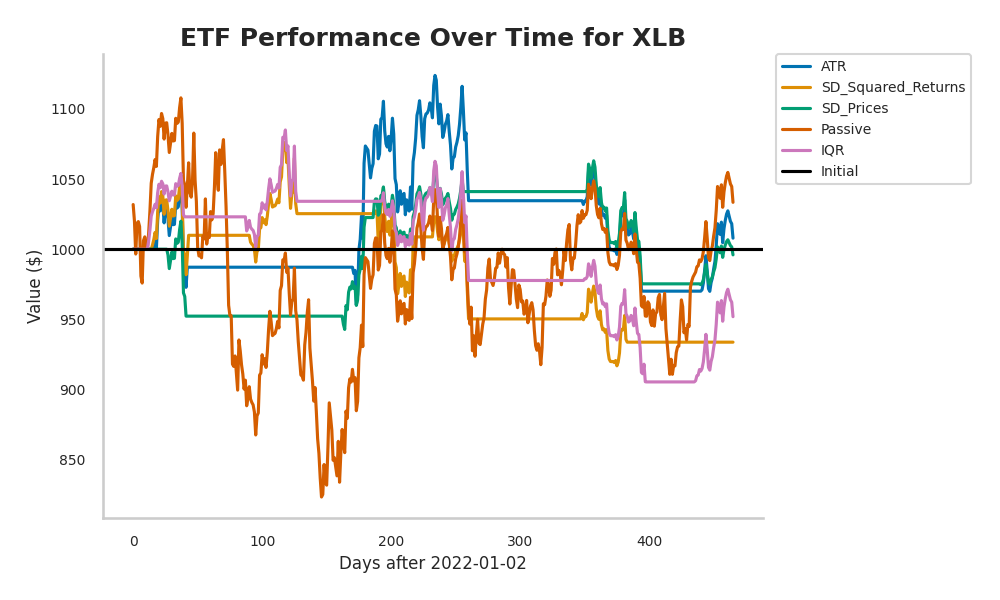 ETF Performance Over Time for XLB
ATR
SD_Squared_Returns
SD_Prices
Passive
IQR
Initial
Value ($)
1100
1050
1000
950
900
850
0 100 200 300 400
Days after 2022-01-02